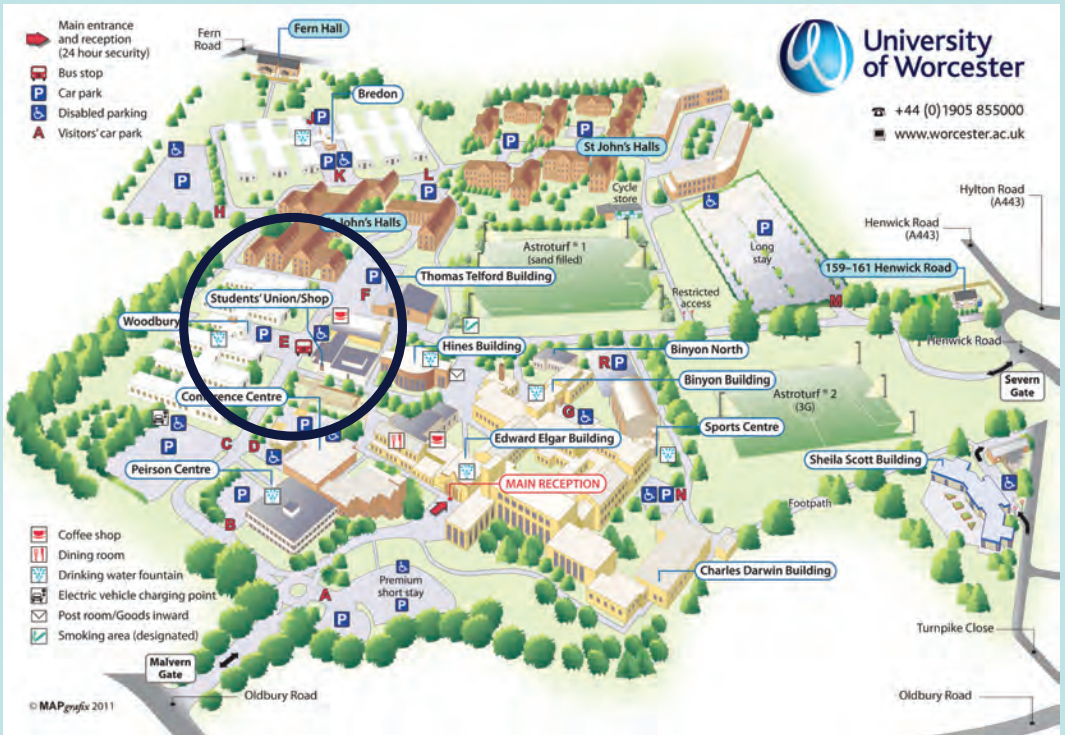 Main entrance
and reception
(24 hour security)
Bus stop
P Car park
Disabled parking
A Visitors' car park
Fern
Road
Fern Hall
University
of Worcester
+44 (0)1905 855000
www.worcester.ac.uk
J P
Bredon
P
P
P
St John's Halls
P
K
L
P
H
Cycle
store
Hylton Road
(A443)
Henwick Road
(A443)
St John's Halls
Astroturf® 1
(sand filled)
P
Long
stay
159–161 Henwick Road
P
F
Thomas Telford Building
Students' Union/Shop
Restricted
access
M
Woodbury
P
E
Hines Building
R P
Binyon North
Henwick Road
Binyon Building
Severn
Gate
Conference Centre
P
Astroturf® 2
(3G)
G
Sports Centre
Edward Elgar Building
C
D
P
Peirson Centre
Sheila Scott Building
MAIN RECEPTION
P
P N
Footpath
B
Coffee shop
Dining room
Drinking water fountain
Electric vehicle charging point
Post room/Goods inward
Smoking area (designated)
A
Premium
short stay
P
P
Charles Darwin Building
Turnpike Close
Malvern
Gate
Oldbury Road
Oldbury Road
© MAPgrafix 2011